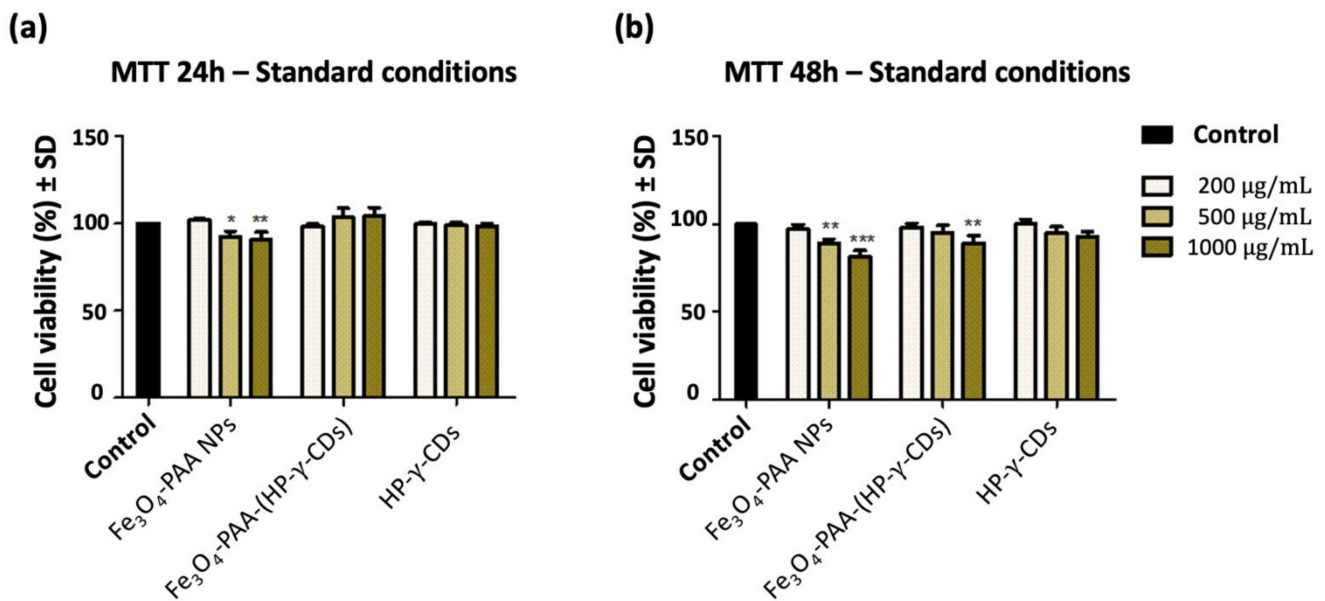 (a)
MTT 24h – Standard conditions
Cell viability (%) ± SD
150
100
50
0
*
**
Control
Fe₃O₄-PAA NPs
Fe₃O₄-PAA-(HP-γ-CDs)
HP-γ-CDs
(b)
MTT 48h – Standard conditions
Cell viability (%) ± SD
150
100
50
0
**
***
**
Control
Fe₃O₄-PAA NPs
Fe₃O₄-PAA-(HP-γ-CDs)
HP-γ-CDs
Control
200 µg/mL
500 µg/mL
1000 µg/mL